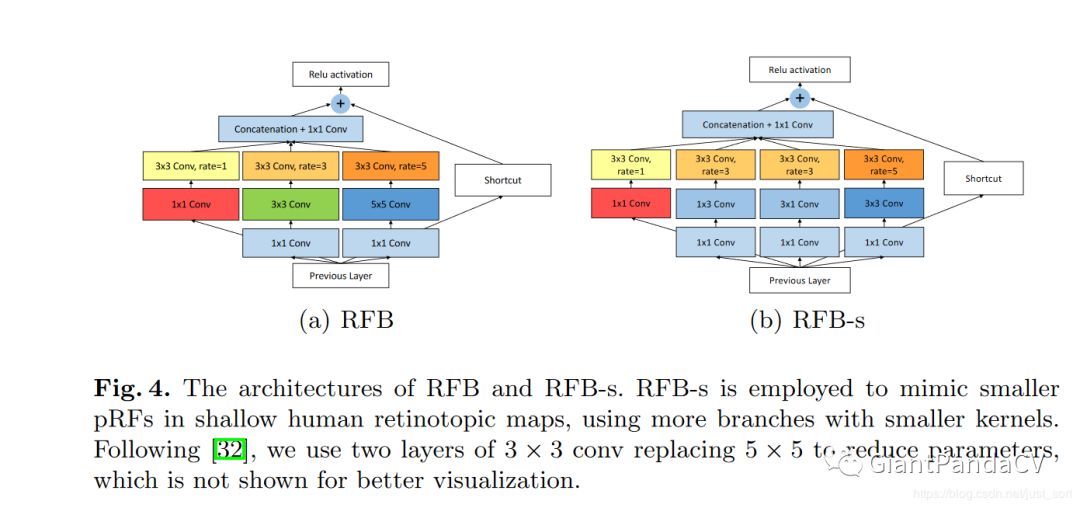 Relu activation
+
Concatenation + 1x1 Conv
3x3 Conv, rate=1
3x3 Conv, rate=3
3x3 Conv, rate=5
Shortcut
1x1 Conv
3x3 Conv
5x5 Conv
1x1 Conv
1x1 Conv
Previous Layer
(a) RFB
Relu activation
+
Concatenation + 1x1 Conv
3x3 Conv,
rate=1
3x3 Conv,
rate=3
3x3 Conv,
rate=3
3x3 Conv,
rate=5
Shortcut
1x1 Conv
1x3 Conv
3x1 Conv
3x3 Conv
1x1 Conv
1x1 Conv
1x1 Conv
Previous Layer
(b) RFB-s
Fig. 4. The architectures of RFB and RFB-s. RFB-s is employed to mimic smaller
pRFs in shallow human retinotopic maps, using more branches with smaller kernels.
Following [32], we use two layers of 3 × 3 conv replacing 5 × 5 to reduce parameters,
which is not shown for better visualization.
GiantPandaCV
https://blog.csdn.net/just_sort